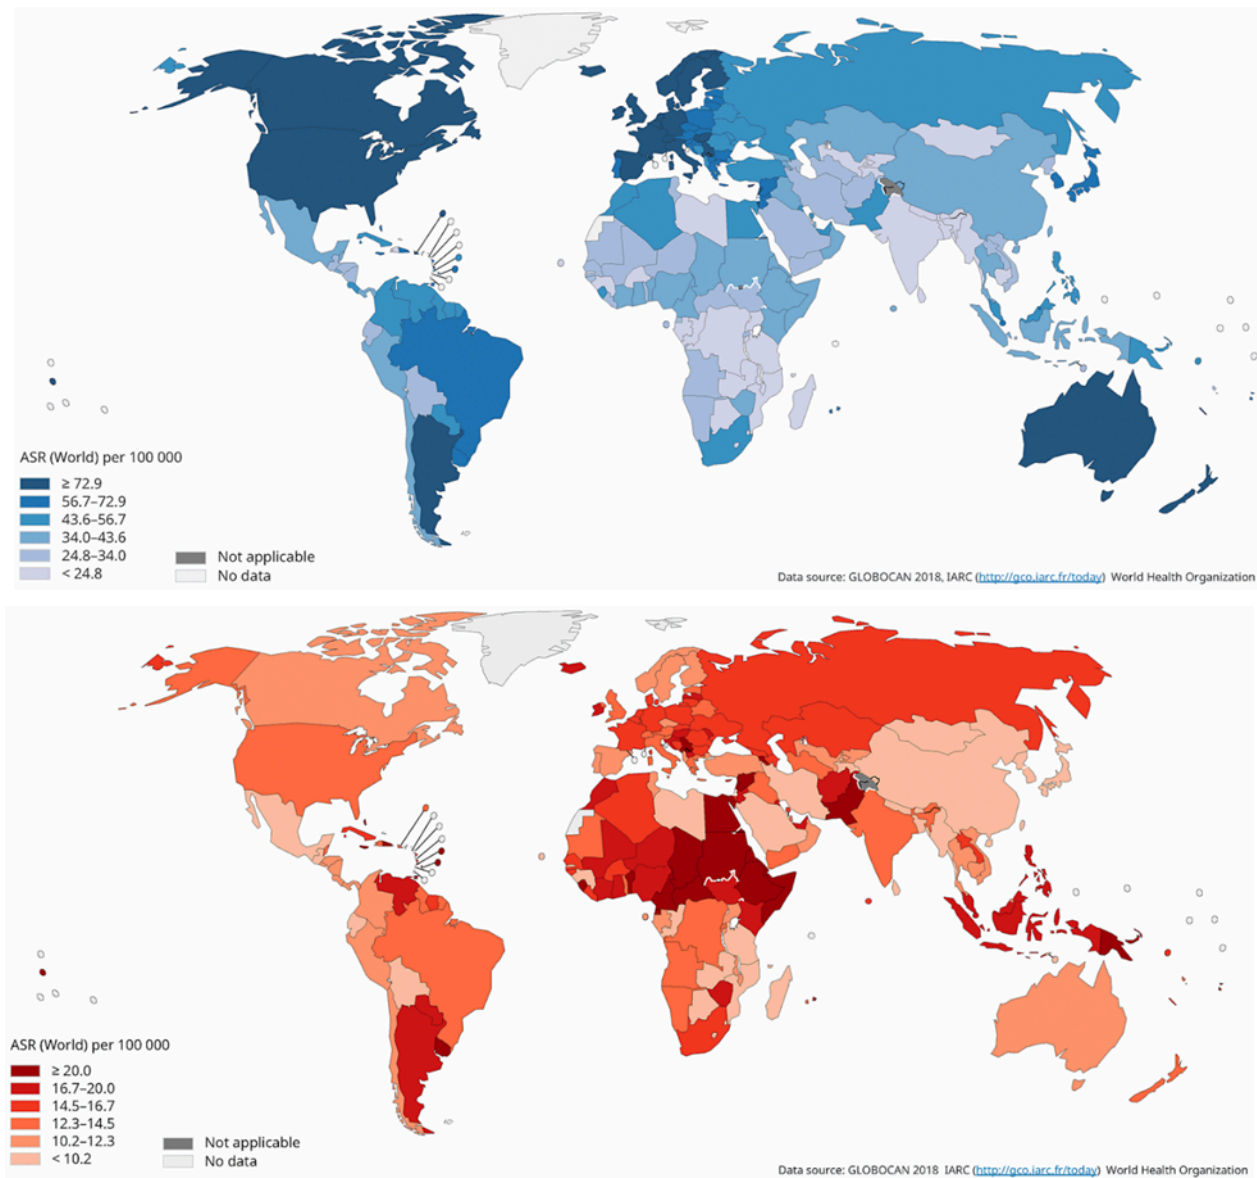 ASR (World) per 100 000
≥ 72.9
56.7–72.9
43.6–56.7
34.0–43.6
24.8–34.0
< 24.8
Not applicable
No data
Data source: GLOBOCAN 2018, IARC (http://gco.iarc.fr/today) World Health Organization
ASR (World) per 100 000
≥ 20.0
16.7–20.0
14.5–16.7
12.3–14.5
10.2–12.3
< 10.2
Not applicable
No data
Data source: GLOBOCAN 2018 IARC (http://gco.iarc.fr/today) World Health Organization